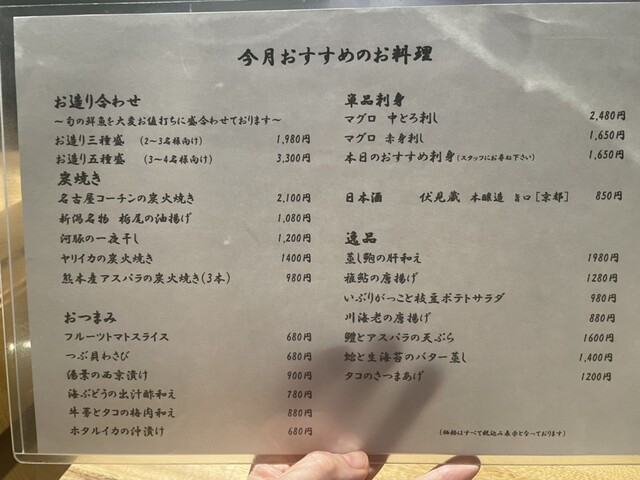 今月おすすめのお料理
お造り合わせ
～旬の鮮魚を大変お値打ちに盛合わせております～
お造り三種盛 (2～3名様向け) 1,980円
お造り五種盛 (3～4名様向け) 3,300円
炭焼き
名古屋コーチンの炭火焼き 2,100円
新潟名物 栃尾の油揚げ 1,080円
河豚の一夜干し 1,200円
ヤリイカの炭火焼き 1400円
熊本産アスパラの炭火焼き(3本) 980円
おつまみ
フルーツトマトスライス 680円
つぶ貝わさび 680円
湯葉の西京漬け 900円
海ぶどうの出汁酢和え 780円
牛蒡とタコの梅肉和え 880円
ホタルイカの沖漬け 680円
単品刺身
マグロ 中とろ刺し 2,480円
マグロ 赤身刺し 1,650円
本日のおすすめ刺身(スタッフにお尋ね下さい) 1,650円
日本酒 伏見蔵 本醸造 旨口[京都] 850円
逸品
蒸し鮑の肝和え 1980円
稚鮎の唐揚げ 1280円
いぶりがっこと枝豆ポテトサラダ 980円
川海老の唐揚げ 880円
鱧とアスパラの天ぷら 1600円
蛤と生海苔のバター蒸し 1,400円
タコのさつまあげ 1200円
(価格はすべて税込み表示となっております)